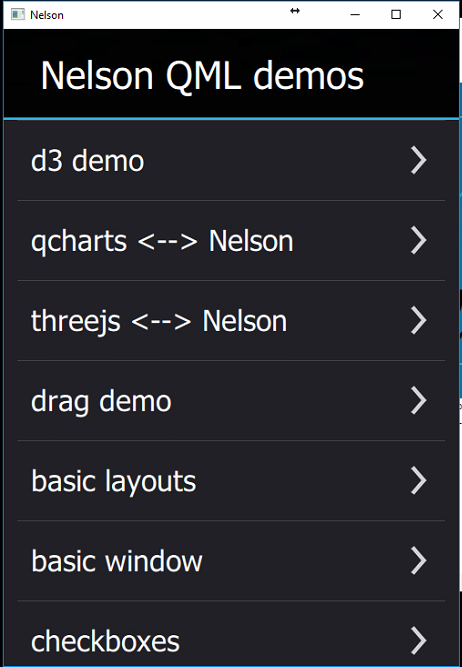 Nelson
Nelson QML demos
d3 demo
qcharts <--> Nelson
threejs <--> Nelson
drag demo
basic layouts
basic window
checkboxes